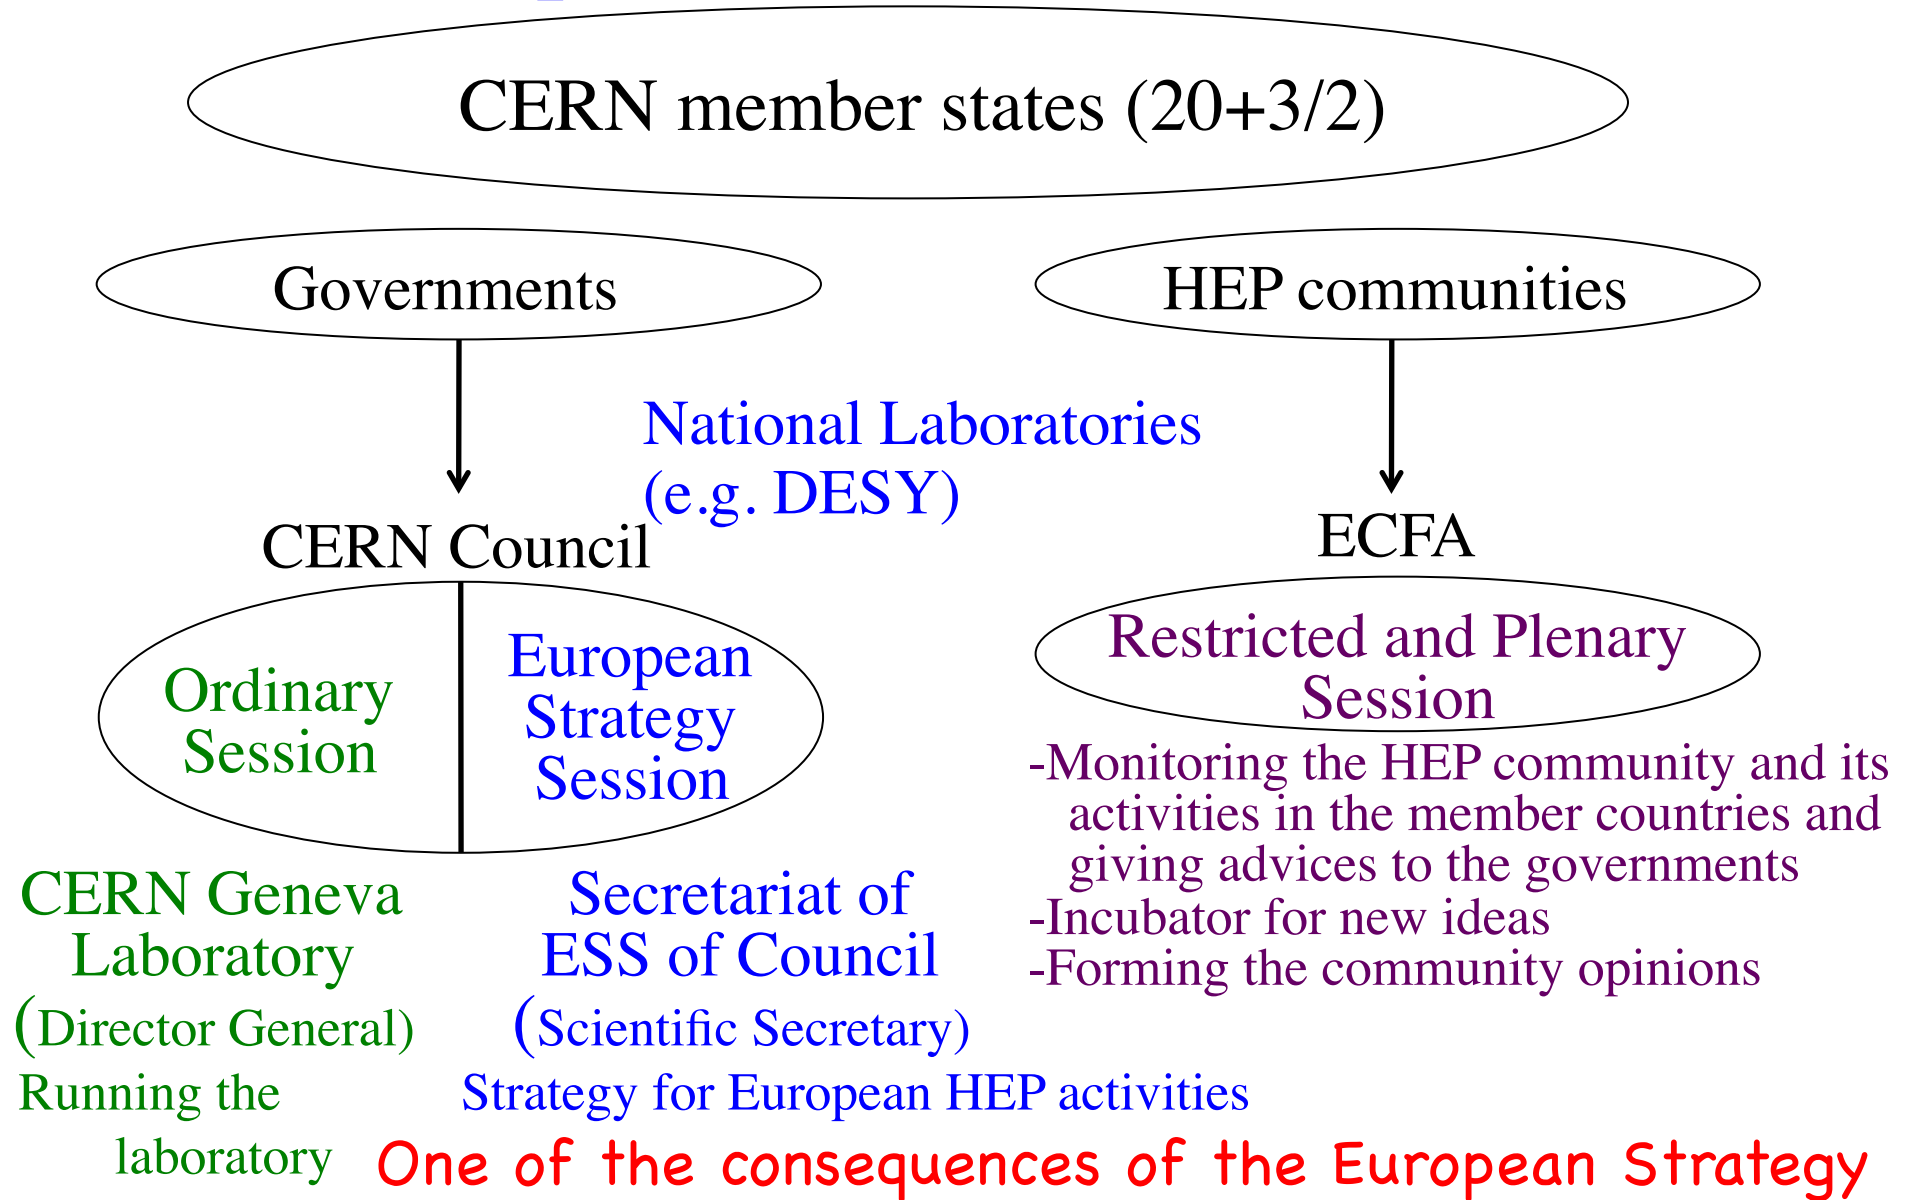 CERN member states (20+3/2)
Governments
HEP communities
National Laboratories
(e.g. DESY)
CERN Council
ECFA
Ordinary
Session
European
Strategy
Session
Restricted and Plenary
Session
-Monitoring the HEP community and its
activities in the member countries and
giving advices to the governments
-Incubator for new ideas
-Forming the community opinions
CERN Geneva
Laboratory
(Director General)
Running the
laboratory
Secretariat of
ESS of Council
(Scientific Secretary)
Strategy for European HEP activities
One of the consequences of the European Strategy